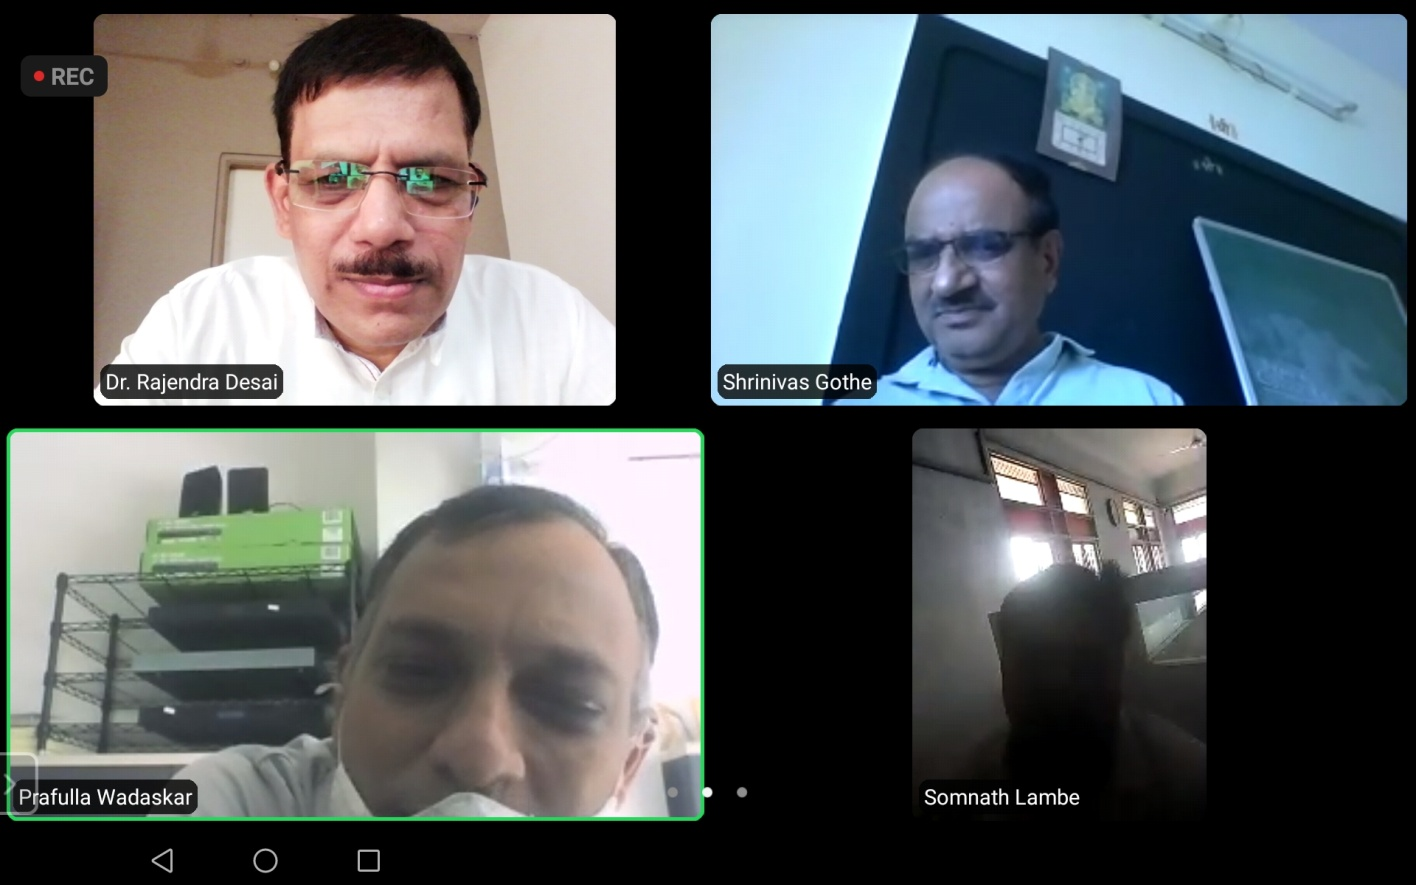 REC
Dr. Rajendra Desai
Shrinivas Gothe
Prafulla Wadaskar
Somnath Lambe